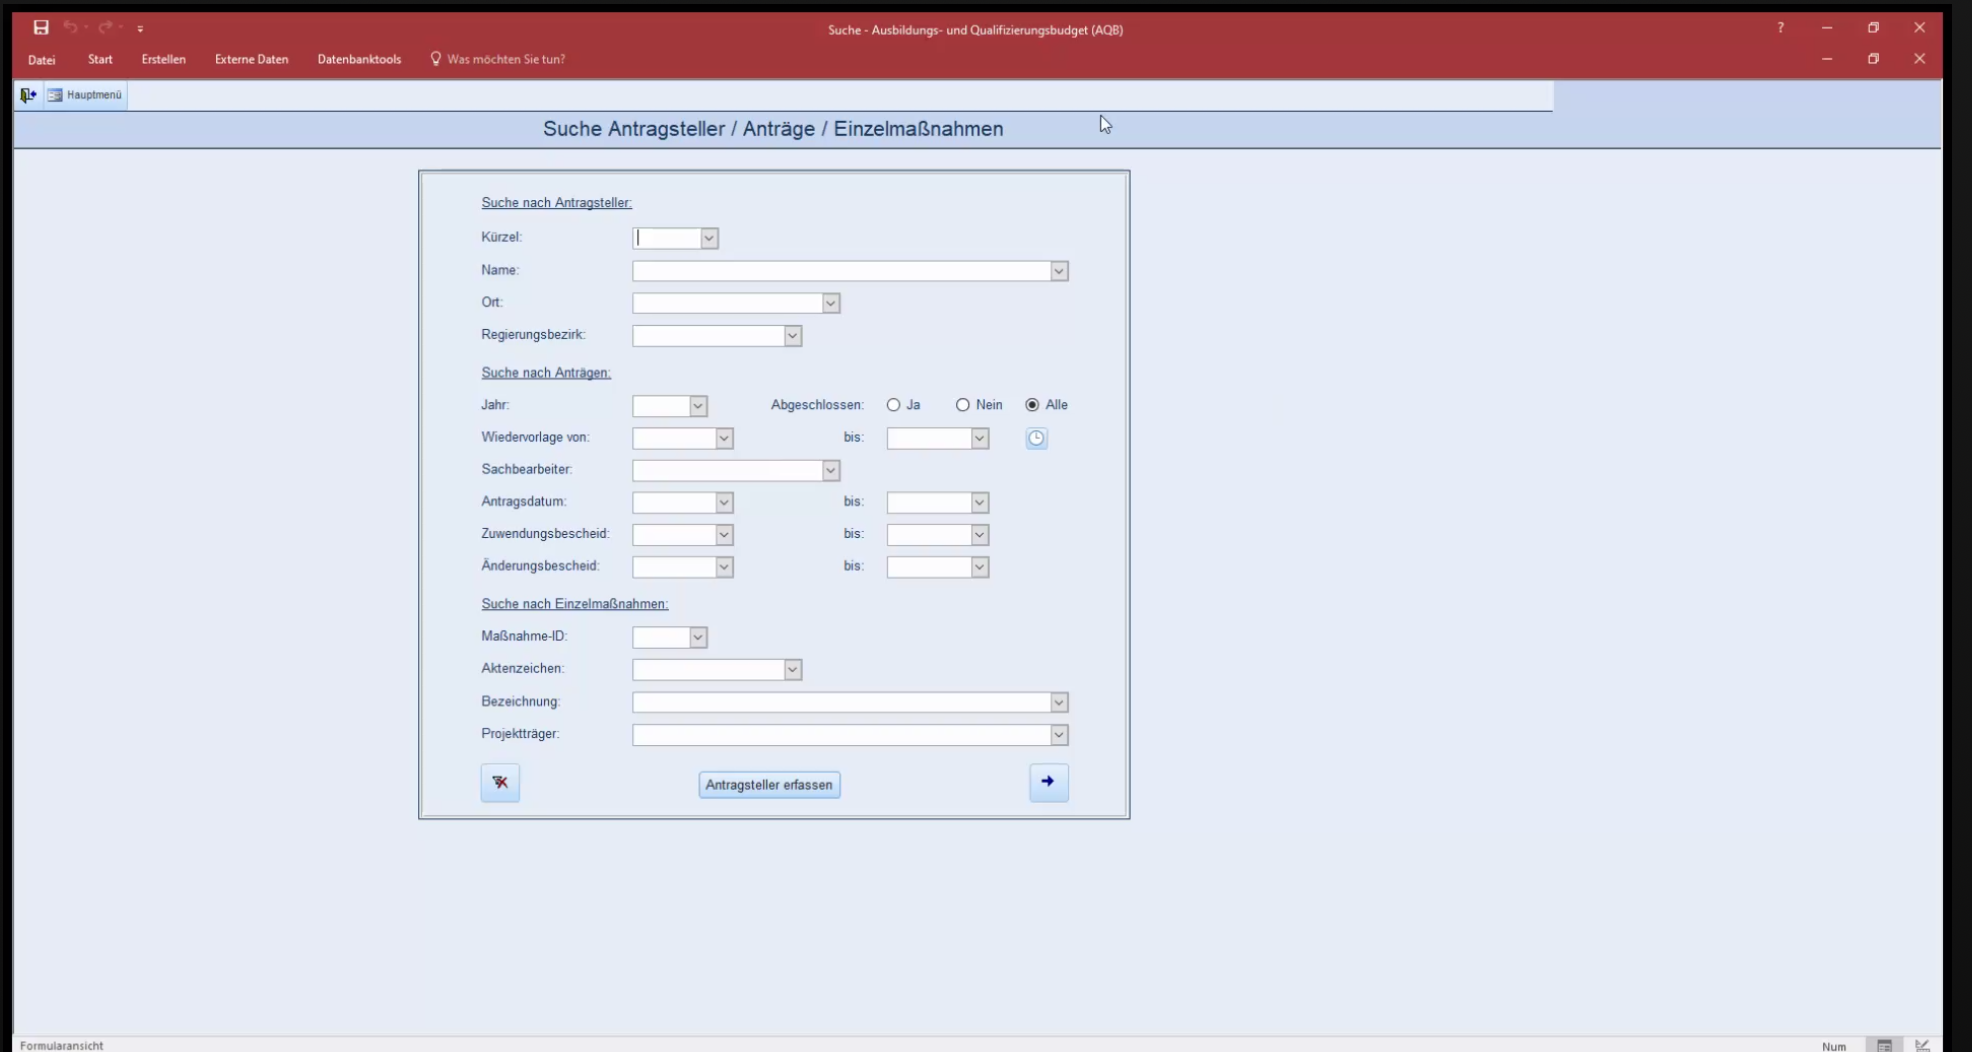 Suche - Ausbildungs- und Qualifizierungsbudget (AQB)
?
Datei Start Erstellen Externe Daten Datenbanktools Was möchten Sie tun?
Hauptmenü
Suche Antragsteller / Anträge / Einzelmaßnahmen
Suche nach Antragsteller:
Kürzel:
Name:
Ort:
Regierungsbezirk:
Suche nach Anträgen:
Jahr: Abgeschlossen: Ja Nein Alle
Wiedervorlage von: bis:
Sachbearbeiter:
Antragsdatum: bis:
Zuwendungsbescheid: bis:
Änderungsbescheid: bis:
Suche nach Einzelmaßnahmen:
Maßnahme-ID:
Aktenzeichen:
Bezeichnung:
Projektträger:
Antragsteller erfassen
Formularansicht Num